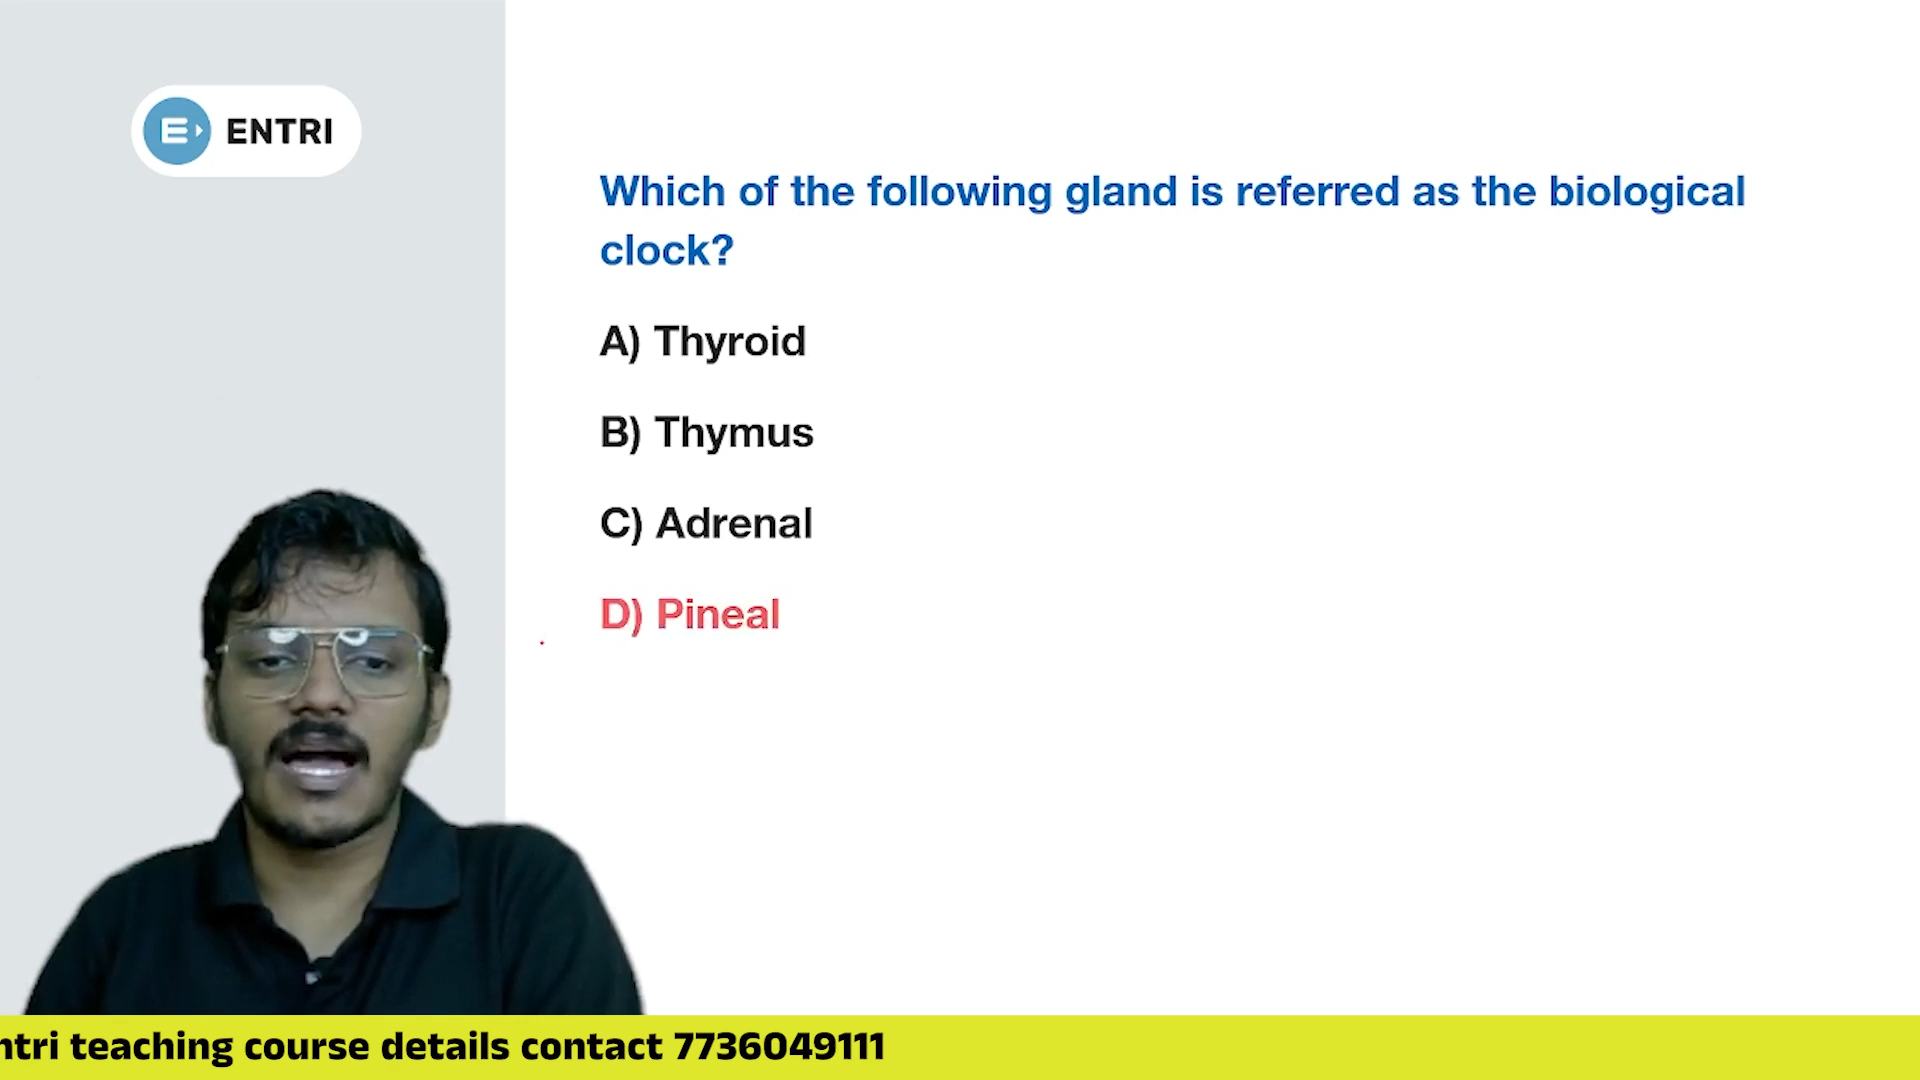 ENTRI
Which of the following gland is referred as the biological
clock?
A) Thyroid
B) Thymus
C) Adrenal
D) Pineal
ntri teaching course details contact 7736049111